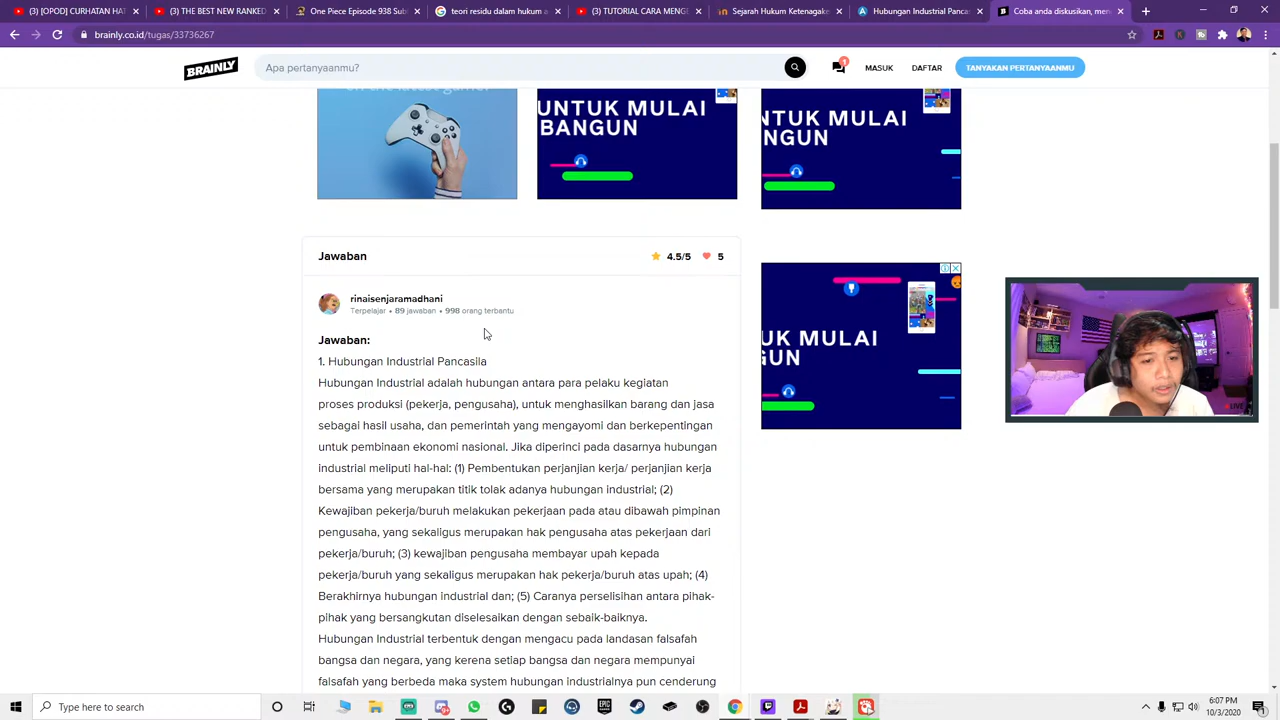 (3) [OPOD] CURHATAN HAT
(3) THE BEST NEW RANKED
One Piece Episode 938 Sub
teori residu dalam hukum a
(3) TUTORIAL CARA MENG
Sejarah Hukum Ketenagake
Hubungan Industrial Panca
Coba anda diskusikan, men
brainly.co.id/tugas/33736267
BRAINLY
Apa pertanyaanmu?
1
MASUK
DAFTAR
TANYAKAN PERTANYAANMU
UNTUK MULAI
BANGUN
NTUK MULAI
NGUN
Jawaban
4.5/5
5
rinaisenjaramadhani
Terpelajar • 89 jawaban • 998 orang terbantu
UMULAI
GUN
Jawaban:
1. Hubungan Industrial Pancasila
Hubungan Industrial adalah hubungan antara para pelaku kegiatan
proses produksi (pekerja, pengusaha), untuk menghasilkan barang dan jasa
sebagai hasil usaha, dan pemerintah yang mengayomi dan berkepentingan
untuk pembinaan ekonomi nasional. Jika diperinci pada dasarnya hubungan
industrial meliputi hal-hal: (1) Pembentukan perjanjian kerja/ perjanjian kerja
bersama yang merupakan titik tolak adanya hubungan industrial; (2)
Kewajiban pekerja/buruh melakukan pekerjaan pada atau dibawah pimpinan
pengusaha, yang sekaligus merupakan hak pengusaha atas pekerjaan dari
pekerja/buruh; (3) kewajiban pengusaha membayar upah kepada
pekerja/buruh yang sekaligus merupakan hak pekerja/buruh atas upah; (4)
Berakhirnya hubungan industrial dan; (5) Caranya perselisihan antara pihak-
pihak yang bersangkutan diselesaikan dengan sebaik-baiknya.
Hubungan Industrial terbentuk dengan mengacu pada landasan falsafah
bangsa dan negara, yang kerena setiap bangsa dan negara mempunyai
falsafah yang berbeda maka system hubungan industrialnya pun cenderung
LIVE
Type here to search
EPIC
6:07 PM
10/3/2020